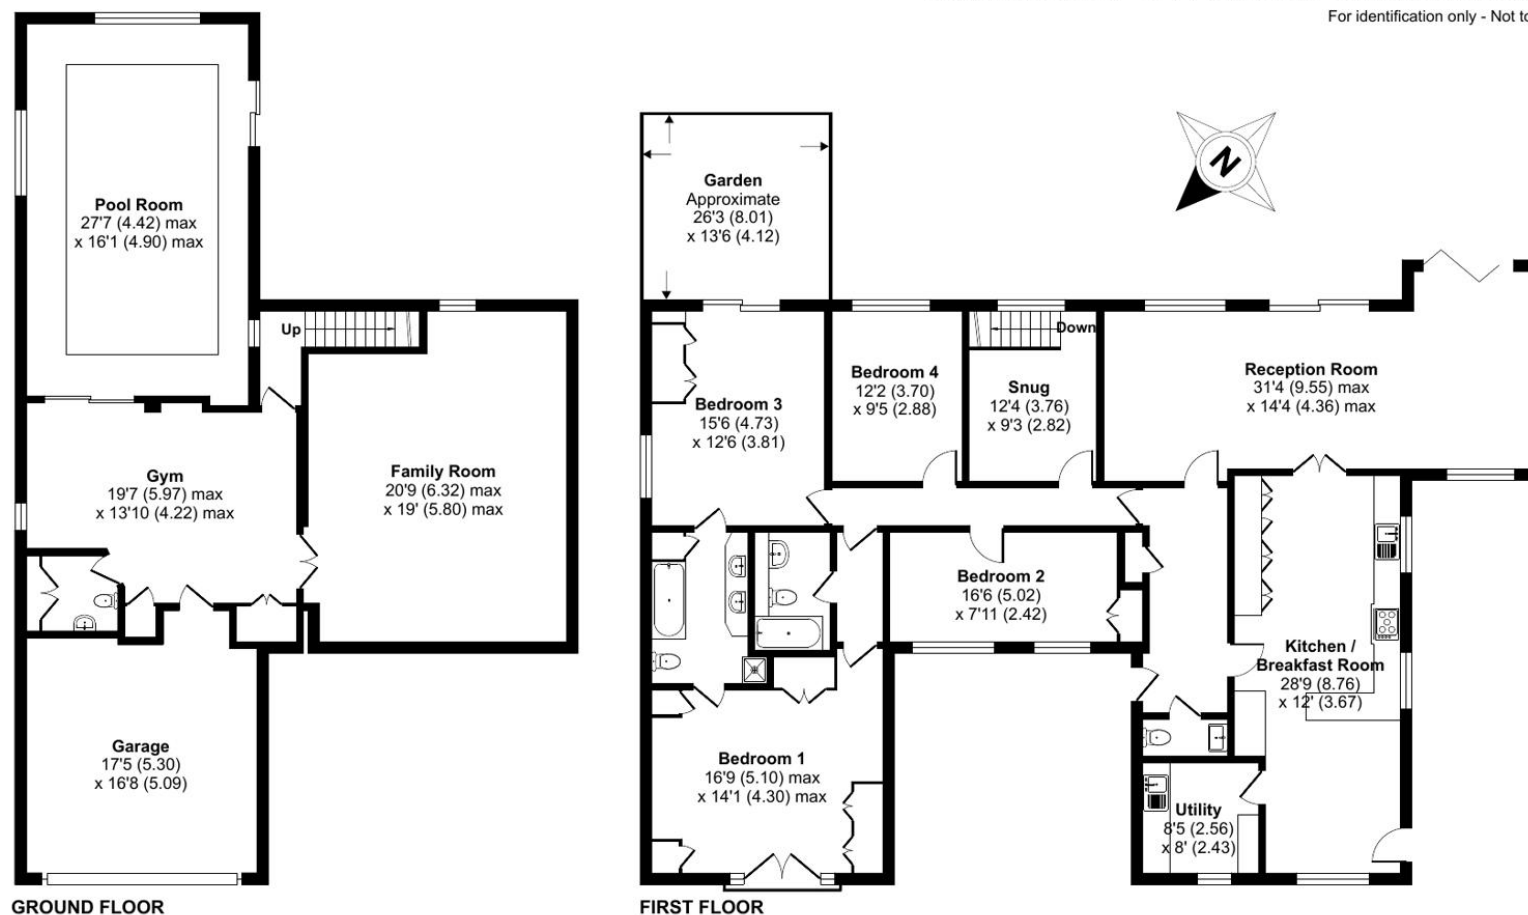 For identification only - Not to
Pool Room
27'7 (4.42) max
x 16'1 (4.90) max
Up
Gym
19'7 (5.97) max
x 13'10 (4.22) max
Family Room
20'9 (6.32) max
x 19' (5.80) max
Garage
17'5 (5.30)
x 16'8 (5.09)
GROUND FLOOR
Garden
Approximate
26'3 (8.01)
x 13'6 (4.12)
N
Down
Bedroom 3
15'6 (4.73)
x 12'6 (3.81)
Bedroom 4
12'2 (3.70)
x 9'5 (2.88)
Snug
12'4 (3.76)
x 9'3 (2.82)
Reception Room
31'4 (9.55) max
x 14'4 (4.36) max
Bedroom 2
16'6 (5.02)
x 7'11 (2.42)
Kitchen /
Breakfast Room
28'9 (8.76)
x 12' (3.67)
Bedroom 1
16'9 (5.10) max
x 14'1 (4.30) max
Utility
8'5 (2.56)
x 8' (2.43)
FIRST FLOOR